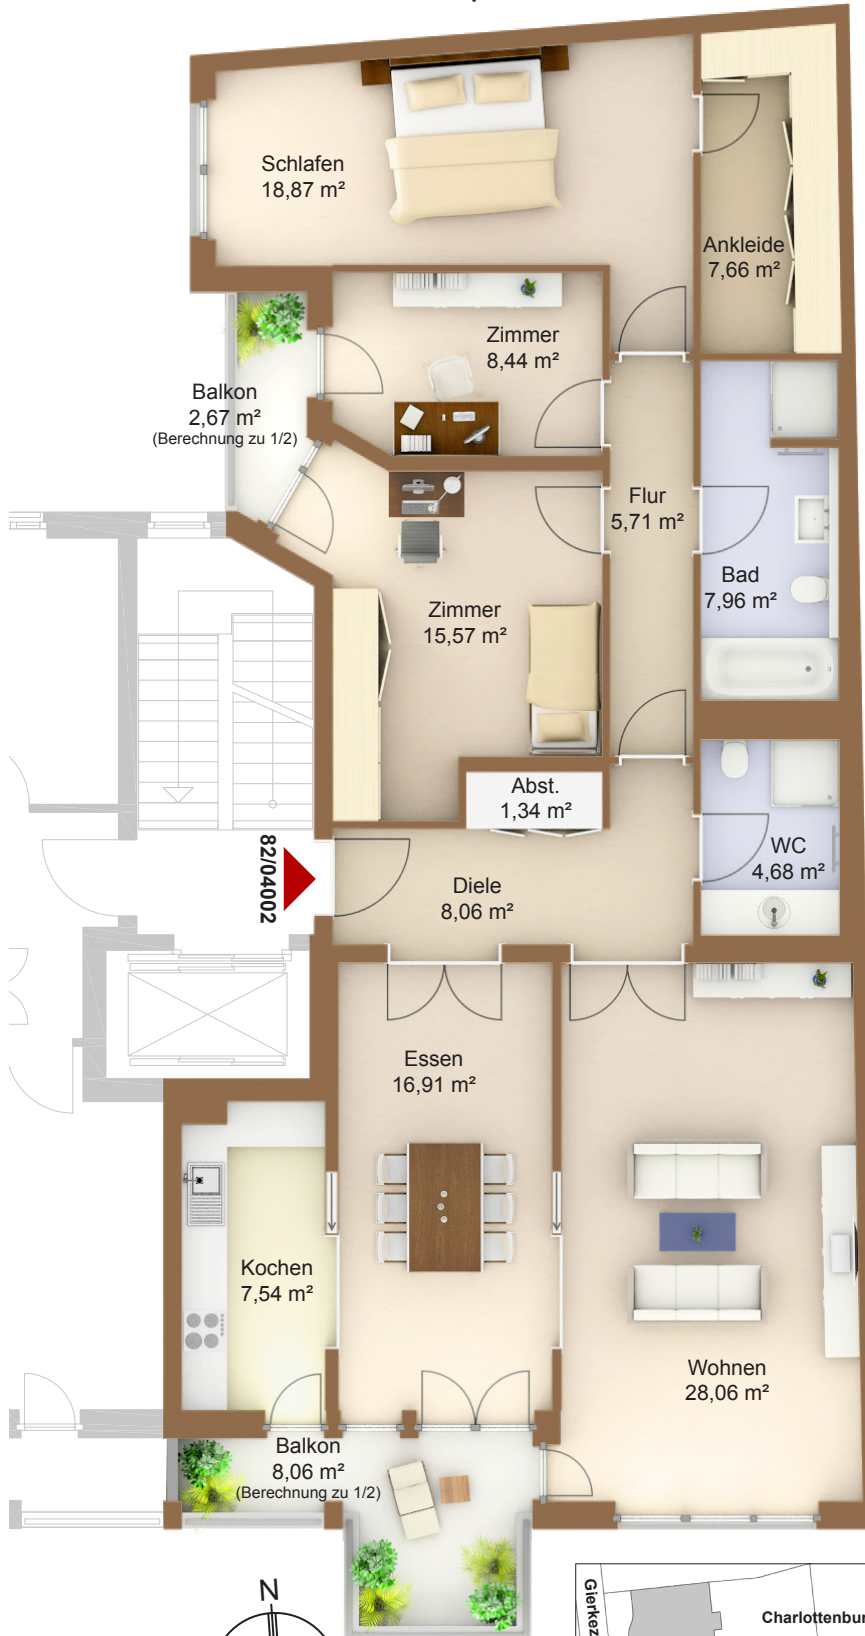 Schlafen
18,87 m²
Ankleide
7,66 m²
Zimmer
8,44 m²
Balkon
2,67 m²
(Berechnung zu 1/2)
Flur
5,71 m²
Bad
7,96 m²
Zimmer
15,57 m²
Abst.
1,34 m²
WC
4,68 m²
82/04002
Diele
8,06 m²
Essen
16,91 m²
Kochen
7,54 m²
Wohnen
28,06 m²
Balkon
8,06 m²
(Berechnung zu 1/2)
N
Gierkez
Charlottenbur